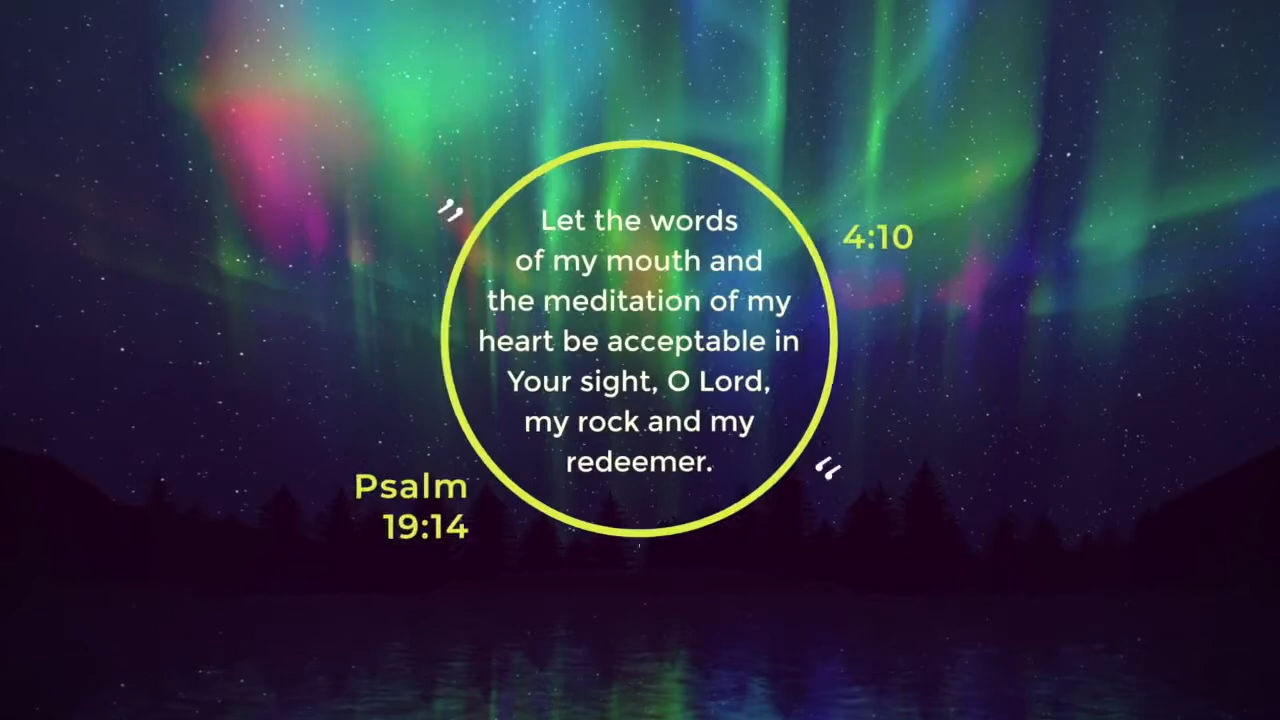 Let the words
of my mouth and
the meditation of my
heart be acceptable in
Your sight, O Lord,
my rock and my
redeemer.
4:10
Psalm
19:14